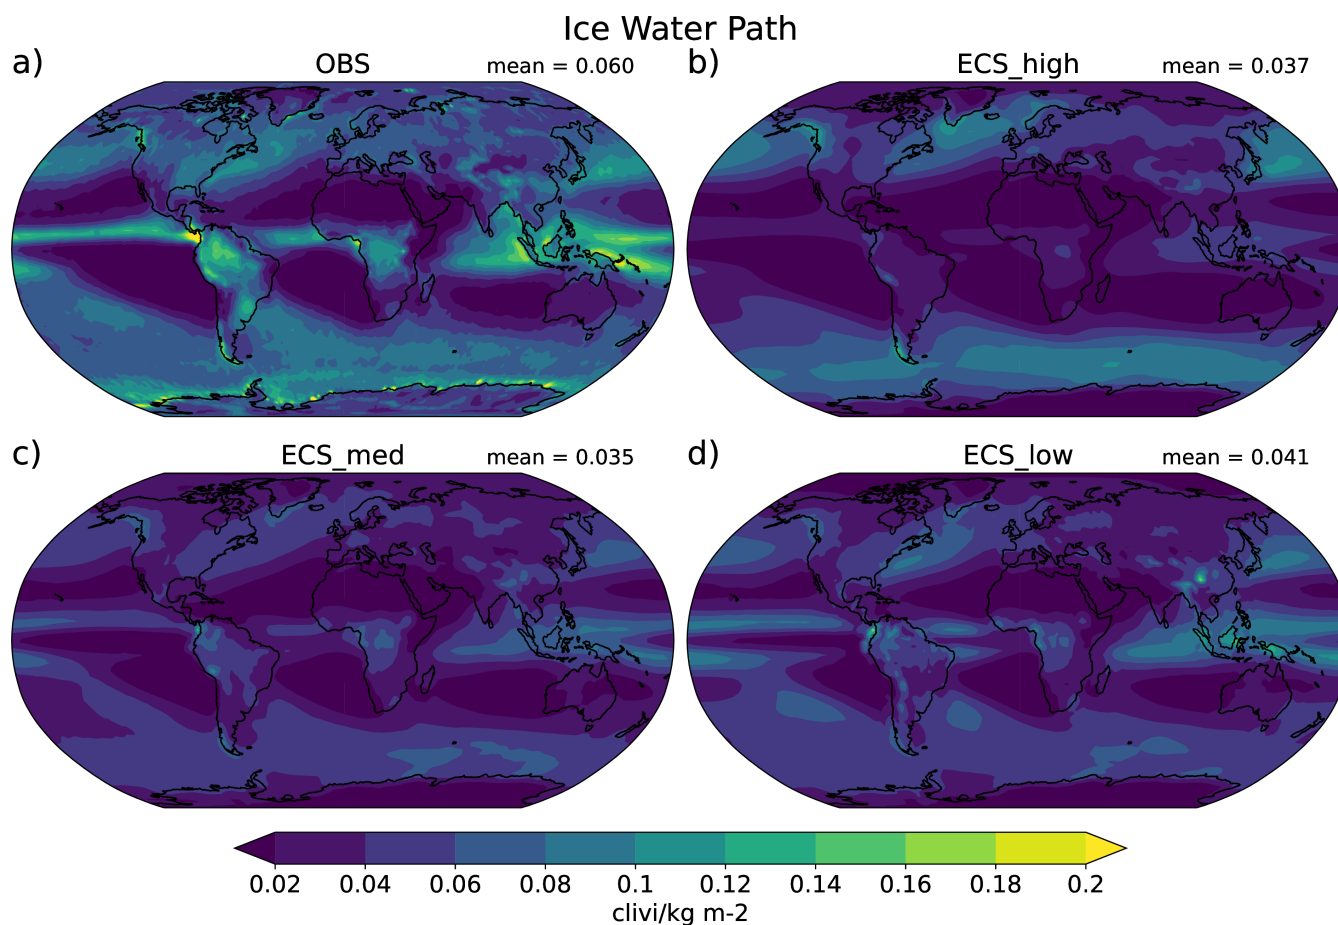 Ice Water Path
a) OBS mean = 0.060
b) ECS_high mean = 0.037
c) ECS_med mean = 0.035
d) ECS_low mean = 0.041
0.02 0.04 0.06 0.08 0.1 0.12 0.14 0.16 0.18 0.2
clivi/kg m-2